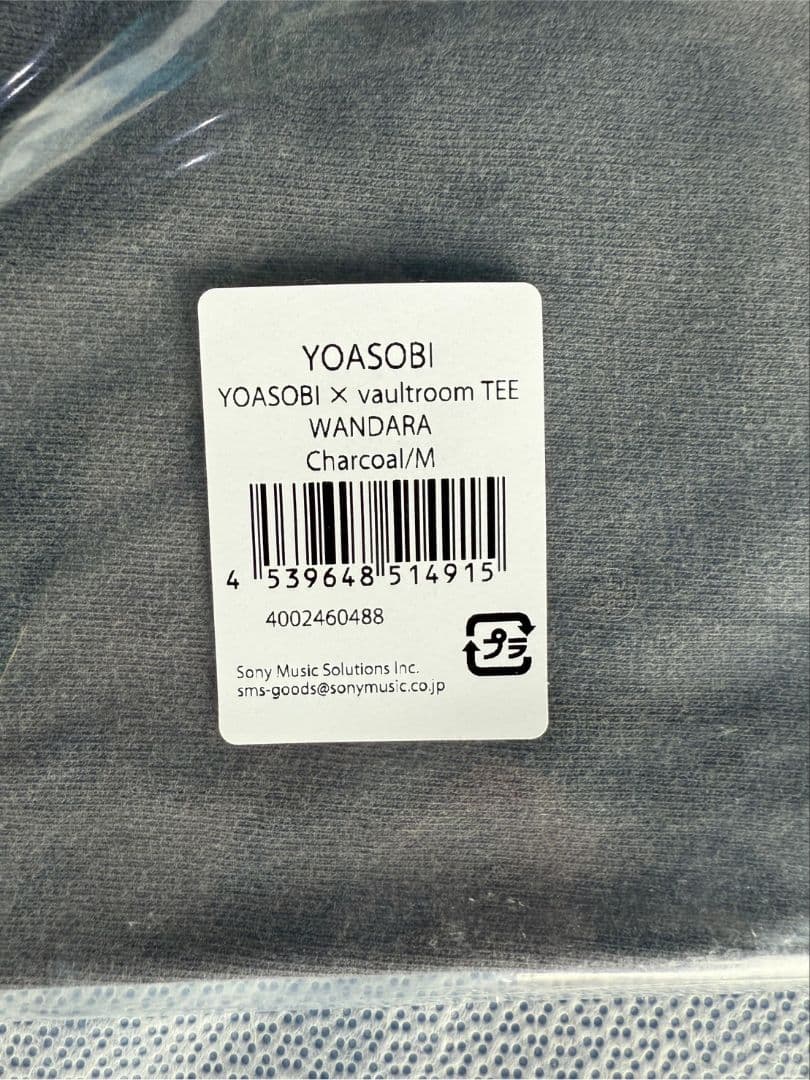 YOASOBI
YOASOBI × vaultroom TEE
WANDARA
Charcoal/M
4 539648 514915
4002460488
プラ
Sony Music Solutions Inc.
sms-goods@sonymusic.co.jp